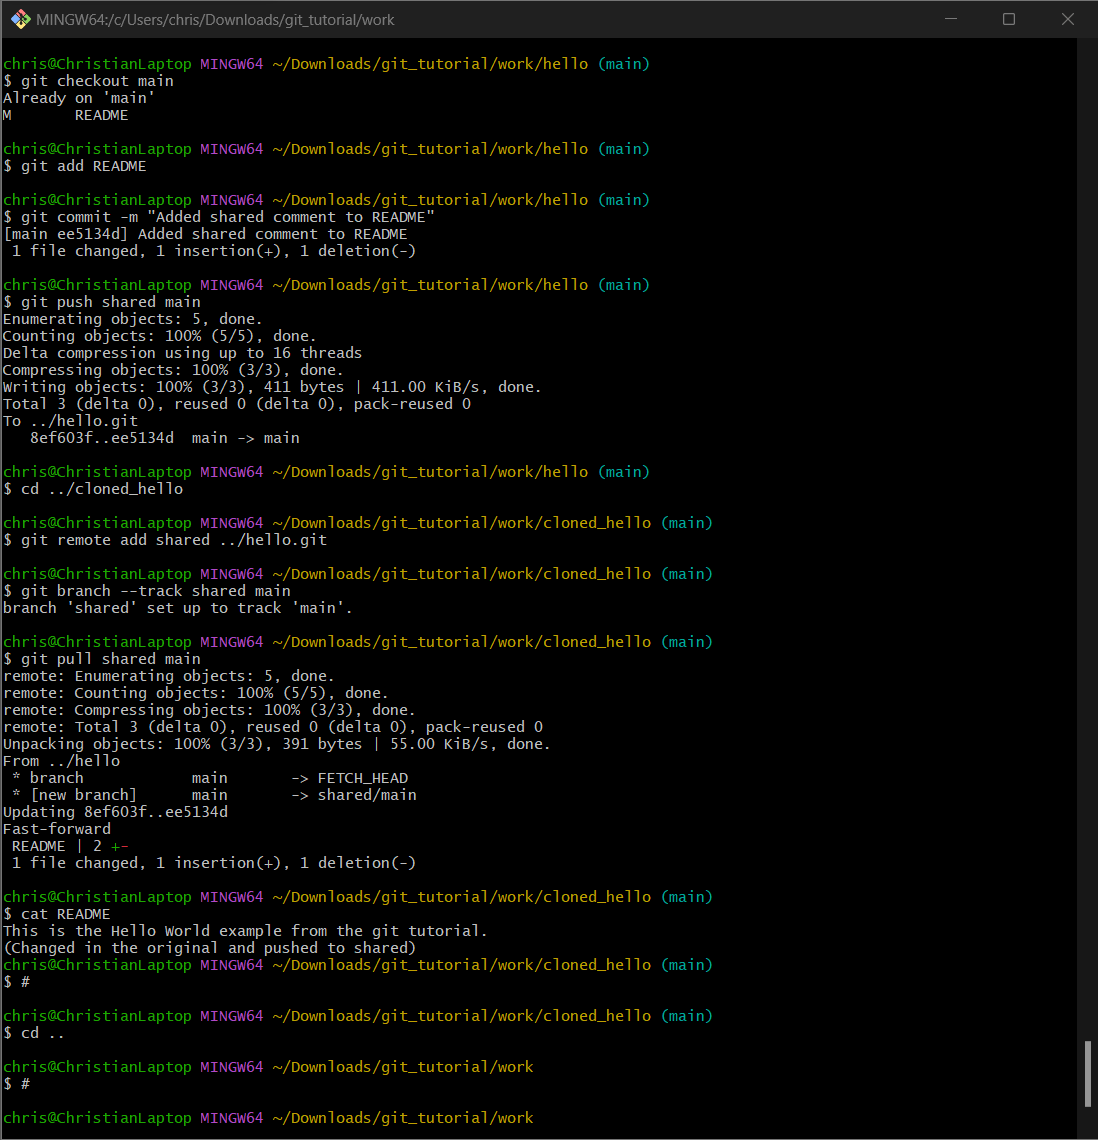 MINGW64:/c/Users/chris/Downloads/git_tutorial/work
chris@ChristianLaptop MINGW64 ~/Downloads/git_tutorial/work/hello (main)
$ git checkout main
Already on 'main'
M       README
chris@ChristianLaptop MINGW64 ~/Downloads/git_tutorial/work/hello (main)
$ git add README
chris@ChristianLaptop MINGW64 ~/Downloads/git_tutorial/work/hello (main)
$ git commit -m "Added shared comment to README"
[main ee5134d] Added shared comment to README
 1 file changed, 1 insertion(+), 1 deletion(-)
chris@ChristianLaptop MINGW64 ~/Downloads/git_tutorial/work/hello (main)
$ git push shared main
Enumerating objects: 5, done.
Counting objects: 100% (5/5), done.
Delta compression using up to 16 threads
Compressing objects: 100% (3/3), done.
Writing objects: 100% (3/3), 411 bytes | 411.00 KiB/s, done.
Total 3 (delta 0), reused 0 (delta 0), pack-reused 0
To ../hello.git
   8ef603f..ee5134d  main -> main
chris@ChristianLaptop MINGW64 ~/Downloads/git_tutorial/work/hello (main)
$ cd ../cloned_hello
chris@ChristianLaptop MINGW64 ~/Downloads/git_tutorial/work/cloned_hello (main)
$ git remote add shared ../hello.git
chris@ChristianLaptop MINGW64 ~/Downloads/git_tutorial/work/cloned_hello (main)
$ git branch --track shared main
branch 'shared' set up to track 'main'.
chris@ChristianLaptop MINGW64 ~/Downloads/git_tutorial/work/cloned_hello (main)
$ git pull shared main
remote: Enumerating objects: 5, done.
remote: Counting objects: 100% (5/5), done.
remote: Compressing objects: 100% (3/3), done.
remote: Total 3 (delta 0), reused 0 (delta 0), pack-reused 0
Unpacking objects: 100% (3/3), 391 bytes | 55.00 KiB/s, done.
From ../hello
 * branch            main       -> FETCH_HEAD
 * [new branch]      main       -> shared/main
Updating 8ef603f..ee5134d
Fast-forward
 README | 2 +-
 1 file changed, 1 insertion(+), 1 deletion(-)
chris@ChristianLaptop MINGW64 ~/Downloads/git_tutorial/work/cloned_hello (main)
$ cat README
This is the Hello World example from the git tutorial.
(Changed in the original and pushed to shared)
chris@ChristianLaptop MINGW64 ~/Downloads/git_tutorial/work/cloned_hello (main)
$ #
chris@ChristianLaptop MINGW64 ~/Downloads/git_tutorial/work/cloned_hello (main)
$ cd ..
chris@ChristianLaptop MINGW64 ~/Downloads/git_tutorial/work
$ #
chris@ChristianLaptop MINGW64 ~/Downloads/git_tutorial/work